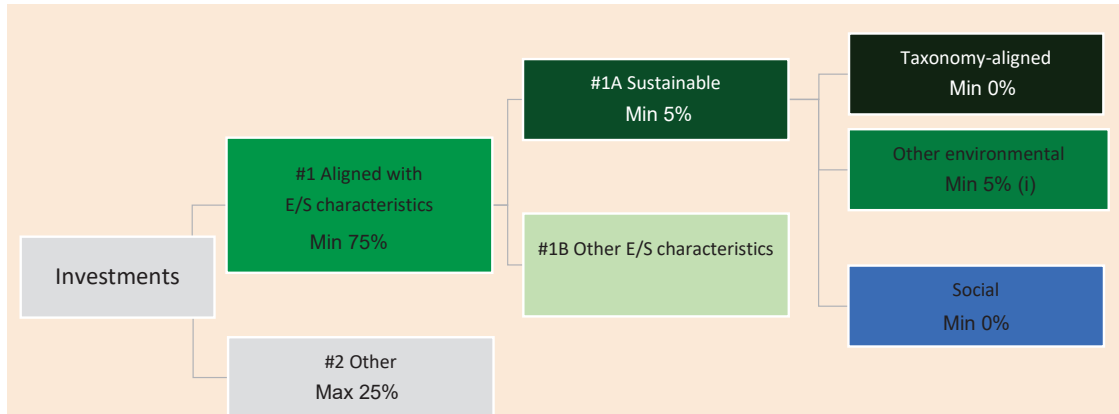 Investments
#1 Aligned with
E/S characteristics
Min 75%
#2 Other
Max 25%
#1A Sustainable
Min 5%
#1B Other E/S characteristics
Taxonomy-aligned
Min 0%
Other environmental
Min 5% (i)
Social
Min 0%